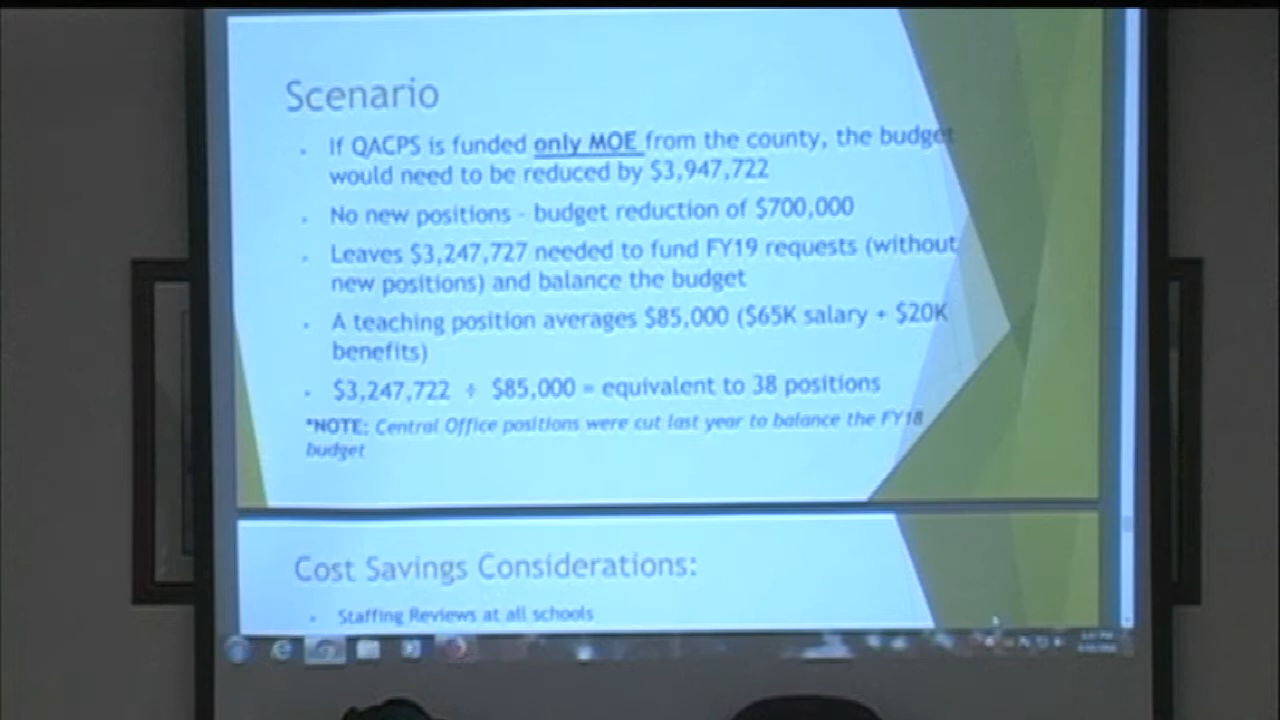 Scenario
. If QACPS is funded only MOE from the county, the budget
would need to be reduced by $3,947,722
. No new positions - budget reduction of $700,000
. Leaves $3,247,727 needed to fund FY19 requests (without
new positions) and balance the budget
. A teaching position averages $85,000 ($65K salary + $20K
benefits)
. $3,247,722 ÷ $85,000 = equivalent to 38 positions
*NOTE: Central Office positions were cut last year to balance the FY18
budget
Cost Savings Considerations:
. Staffing Reviews at all schools